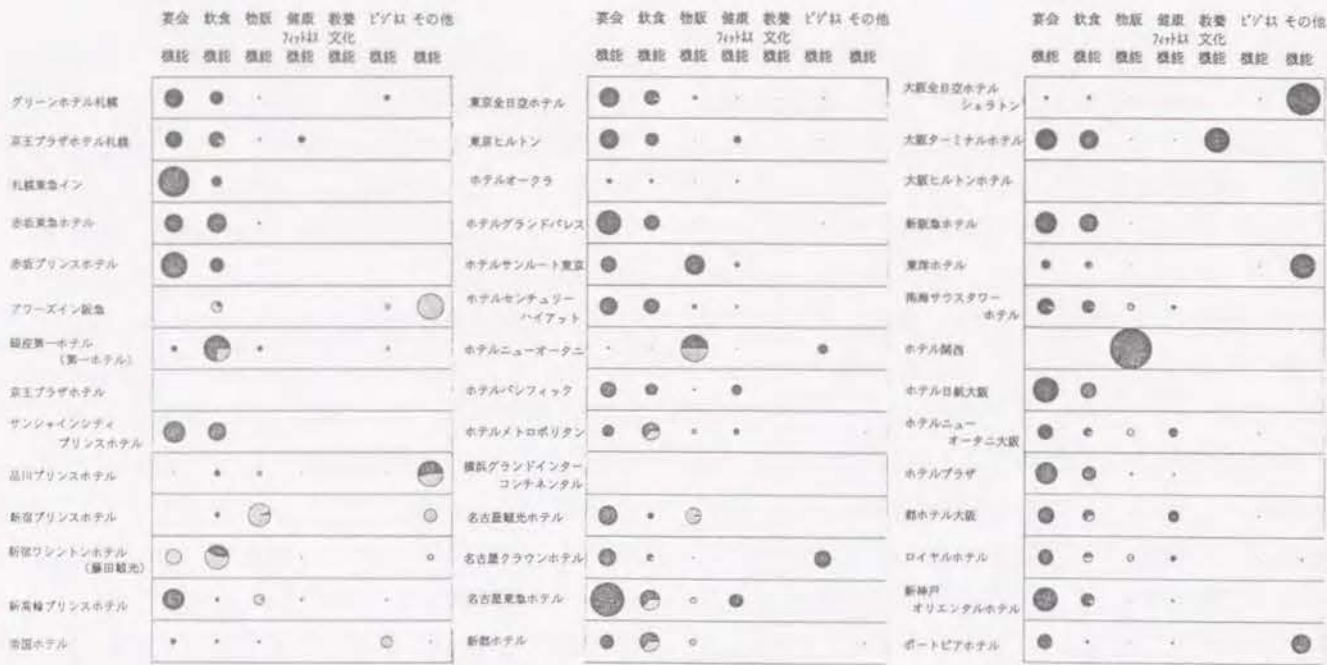 宴会 飲食 物販 健康 教養 ビジネス その他
フィットネス 文化
機能 機能 機能 機能 機能 機能 機能
グリーンホテル札幌
京王プラザホテル札幌
札幌東急イン
赤坂東急ホテル
赤坂プリンスホテル
アワーズイン阪急
銀座第一ホテル
(第一ホテル)
京王プラザホテル
サンシャインシティ
プリンスホテル
品川プリンスホテル
新宿プリンスホテル
新宿ワシントンホテル
(藤田観光)
新高輪プリンスホテル
帝国ホテル
宴会 飲食 物販 健康 教養 ビジネス その他
フィットネス 文化
機能 機能 機能 機能 機能 機能 機能
東京全日空ホテル
東京ヒルトン
ホテルオークラ
ホテルグランドパレス
ホテルサンルート東京
ホテルセンチュリー
ハイアット
ホテルニューオータニ
ホテルパシフィック
ホテルメトロポリタン
横浜グランドインター
コンチネンタル
名古屋観光ホテル
名古屋クラウンホテル
名古屋東急ホテル
新都ホテル
宴会 飲食 物販 健康 教養 ビジネス その他
フィットネス 文化
機能 機能 機能 機能 機能 機能 機能
大阪全日空ホテル
シェラトン
大阪ターミナルホテル
大阪ヒルトンホテル
新阪急ホテル
東洋ホテル
南海サウスタワー
ホテル
ホテル関西
ホテル日航大阪
ホテルニュー
オータニ大阪
ホテルプラザ
都ホテル大阪
ロイヤルホテル
新神戸
オリエンタルホテル
ポートピアホテル